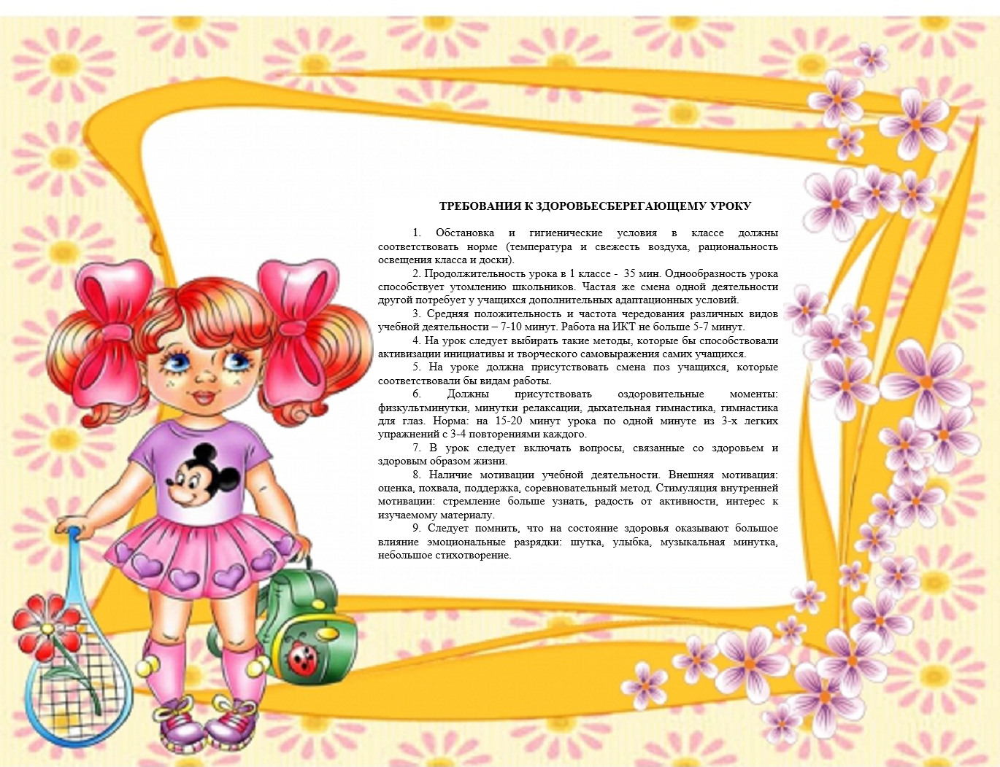 ТРЕБОВАНИЯ К ЗДОРОВЬЕСБЕРЕГАЮЩЕМУ УРОКУ
1. Обстановка и гигиенические условия в классе должны
соответствовать норме (температура и свежесть воздуха, рациональность
освещения класса и доски).
2. Продолжительность урока в 1 классе - 35 мин. Однообразность урока
способствует утомлению школьников. Частая же смена одной деятельности
другой потребует у учащихся дополнительных адаптационных условий.
3. Средняя положительность и частота чередования различных видов
учебной деятельности – 7-10 минут. Работа на ИКТ не больше 5-7 минут.
4. На урок следует выбирать такие методы, которые бы способствовали
активизации инициативы и творческого самовыражения самих учащихся.
5. На уроке должна присутствовать смена поз учащихся, которые
соответствовали бы видам работы.
6. Должны присутствовать оздоровительные моменты:
физкультминутки, минутки релаксации, дыхательная гимнастика, гимнастика
для глаз. Норма: на 15-20 минут урока по одной минуте из 3-х легких
упражнений с 3-4 повторениями каждого.
7. В урок следует включать вопросы, связанные со здоровьем и
здоровым образом жизни.
8. Наличие мотивации учебной деятельности. Внешняя мотивация:
оценка, похвала, поддержка, соревновательный метод. Стимуляция внутренней
мотивации: стремление больше узнать, радость от активности, интерес к
изучаемому материалу.
9. Следует помнить, что на состояние здоровья оказывают большое
влияние эмоциональные разрядки: шутка, улыбка, музыкальная минутка,
небольшое стихотворение.